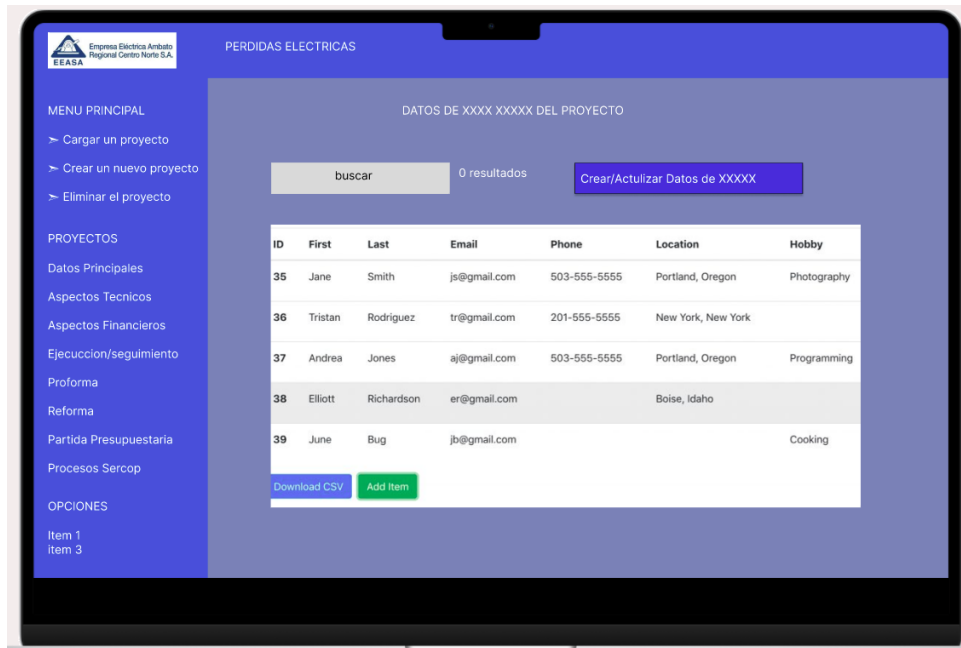 Empresa Eléctrica Ambato
Regional Centro Norte S.A.
EEASA
PERDIDAS ELECTRICAS
MENU PRINCIPAL
➣ Cargar un proyecto
➣ Crear un nuevo proyecto
➣ Eliminar el proyecto
PROYECTOS
Datos Principales
Aspectos Tecnicos
Aspectos Financieros
Ejecuccion/seguimiento
Proforma
Reforma
Partida Presupuestaria
Procesos Sercop
OPCIONES
Item 1
item 3
DATOS DE XXXX XXXXX DEL PROYECTO
buscar
0 resultados
Crear/Actulizar Datos de XXXXX
ID First Last Email Phone Location Hobby
35 Jane Smith js@gmail.com 503-555-5555 Portland, Oregon Photography
36 Tristan Rodriguez tr@gmail.com 201-555-5555 New York, New York
37 Andrea Jones aj@gmail.com 503-555-5555 Portland, Oregon Programming
38 Elliott Richardson er@gmail.com Boise, Idaho
39 June Bug jb@gmail.com Cooking
Download CSV Add Item